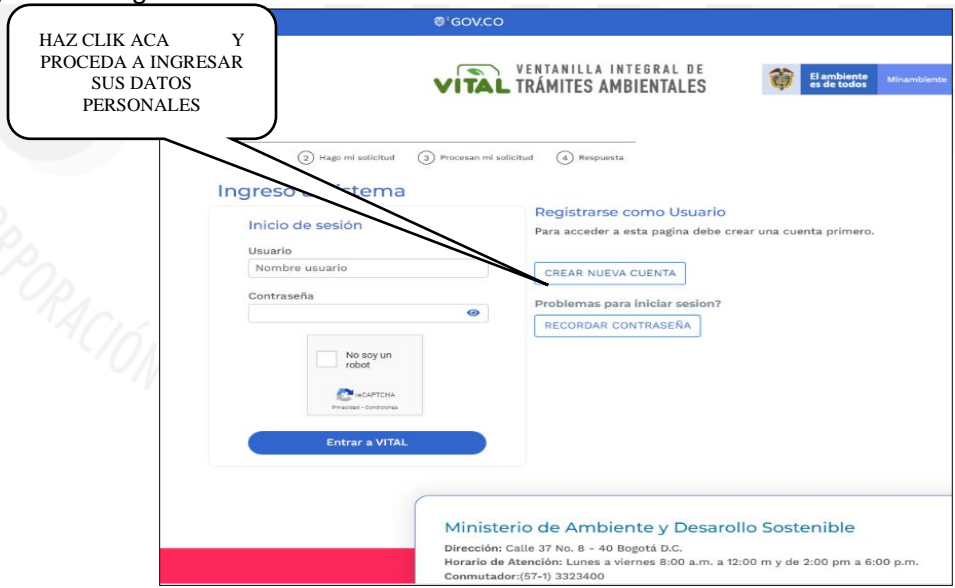 HAZ CLIK ACA Y
PROCEDA A INGRESAR
SUS DATOS
PERSONALES
GOV.CO
VITAL
VENTANILLA INTEGRAL DE
TRÁMITES AMBIENTALES
El ambiente
es de todos
Minambiente
2 Hago mi solicitud
3 Procesan mi solicitud
4 Respuesta
Ingreso
Inicio de sesión
Usuario
Nombre usuario
Contraseña
No soy un
robot
reCAPTCHA
Privacidad - Condiciones
Entrar a VITAL
Registrarse como Usuario
Para acceder a esta pagina debe crear una cuenta primero.
CREAR NUEVA CUENTA
Problemas para iniciar sesion?
RECORDAR CONTRASEÑA
Ministerio de Ambiente y Desarollo Sostenible
Dirección: Calle 37 No. 8 - 40 Bogotá D.C.
Horario de Atención: Lunes a viernes 8:00 a.m. a 12:00 m y de 2:00 pm a 6:00 p.m.
Conmutador:(57-1) 3323400